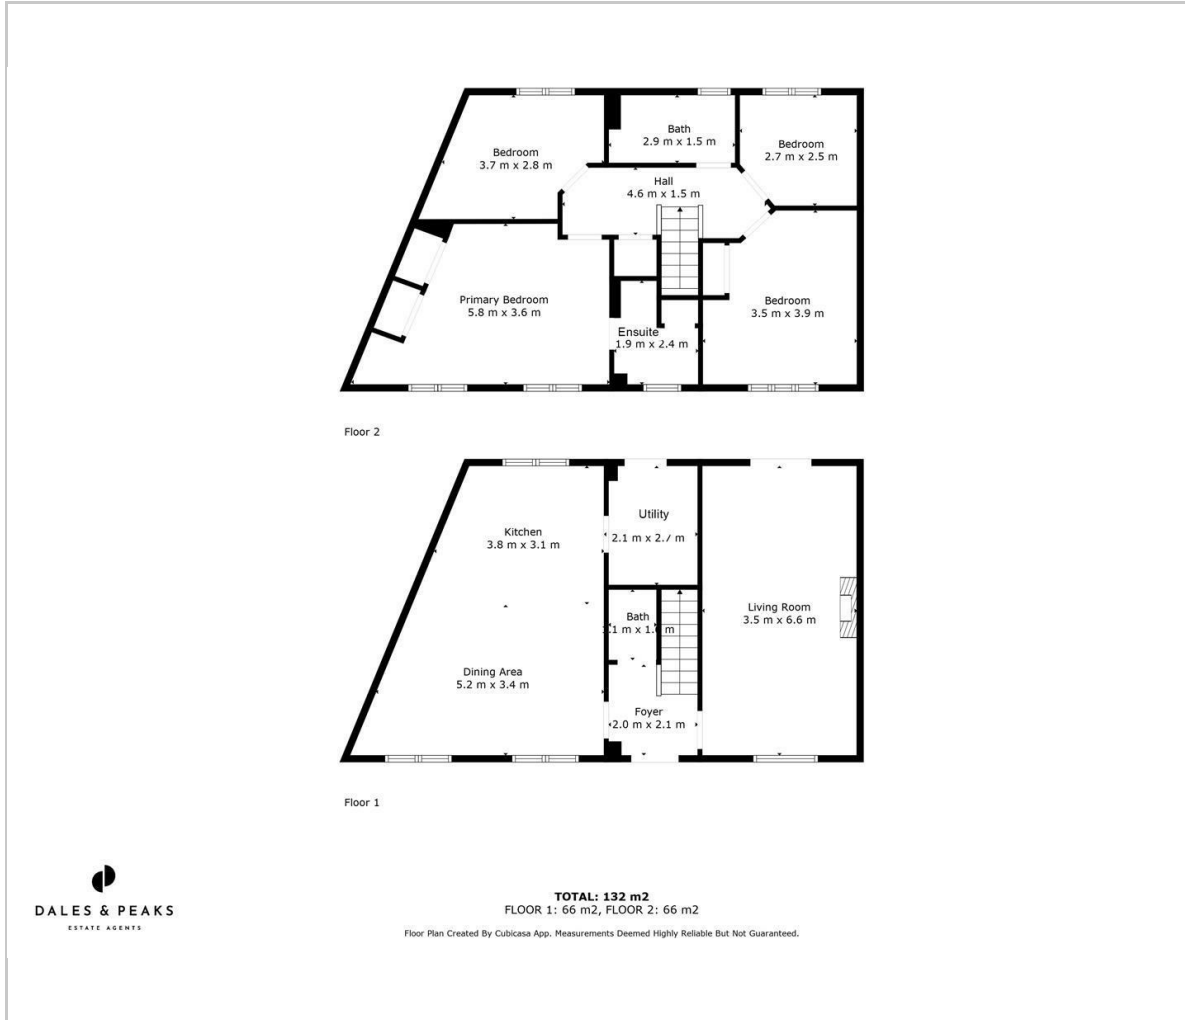 Bath
2.9 m x 1.5 m
Bedroom
3.7 m x 2.8 m
Bedroom
2.7 m x 2.5 m
Hall
4.6 m x 1.5 m
Primary Bedroom
5.8 m x 3.6 m
Bedroom
3.5 m x 3.9 m
Ensuite
1.9 m x 2.4 m
Floor 2
Kitchen
3.8 m x 3.1 m
Utility
2.1 m x 2.7 m
Bath
m x
Living Room
3.5 m x 6.6 m
Dining Area
5.2 m x 3.4 m
Foyer
2.0 m x 2.1 m
Floor 1
DALES & PEAKS
ESTATE AGENTS
TOTAL: 132 m2
FLOOR 1: 66 m2, FLOOR 2: 66 m2
Floor Plan Created By Cubicasa App. Measurements Deemed Highly Reliable But Not Guaranteed.